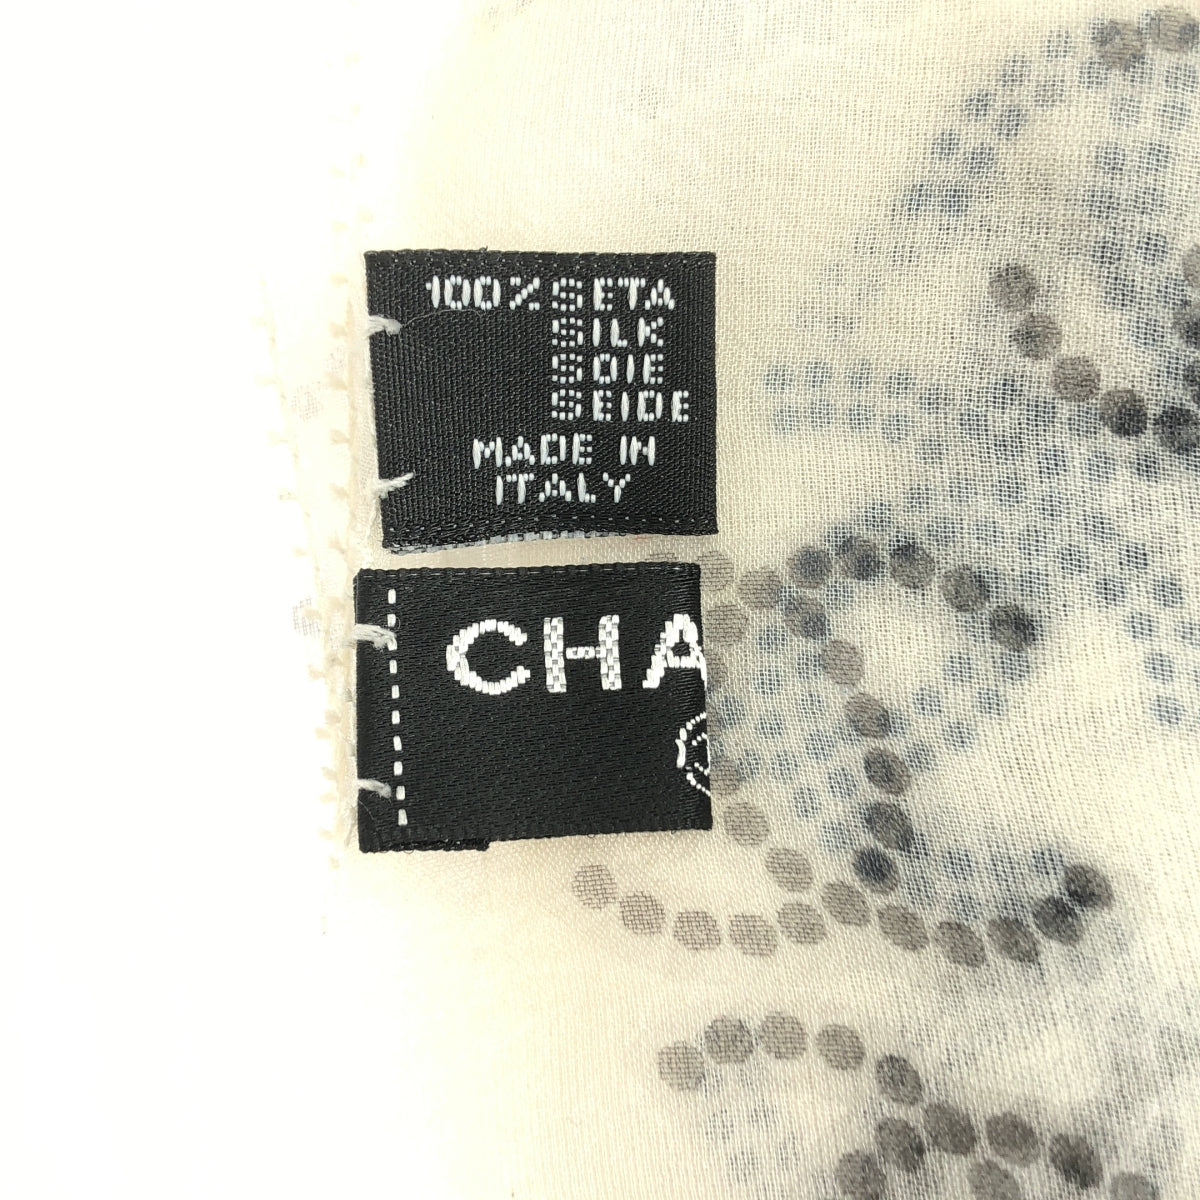 100% SETA
SILK
SOIE
SEIDE
MADE IN
ITALY
CHA